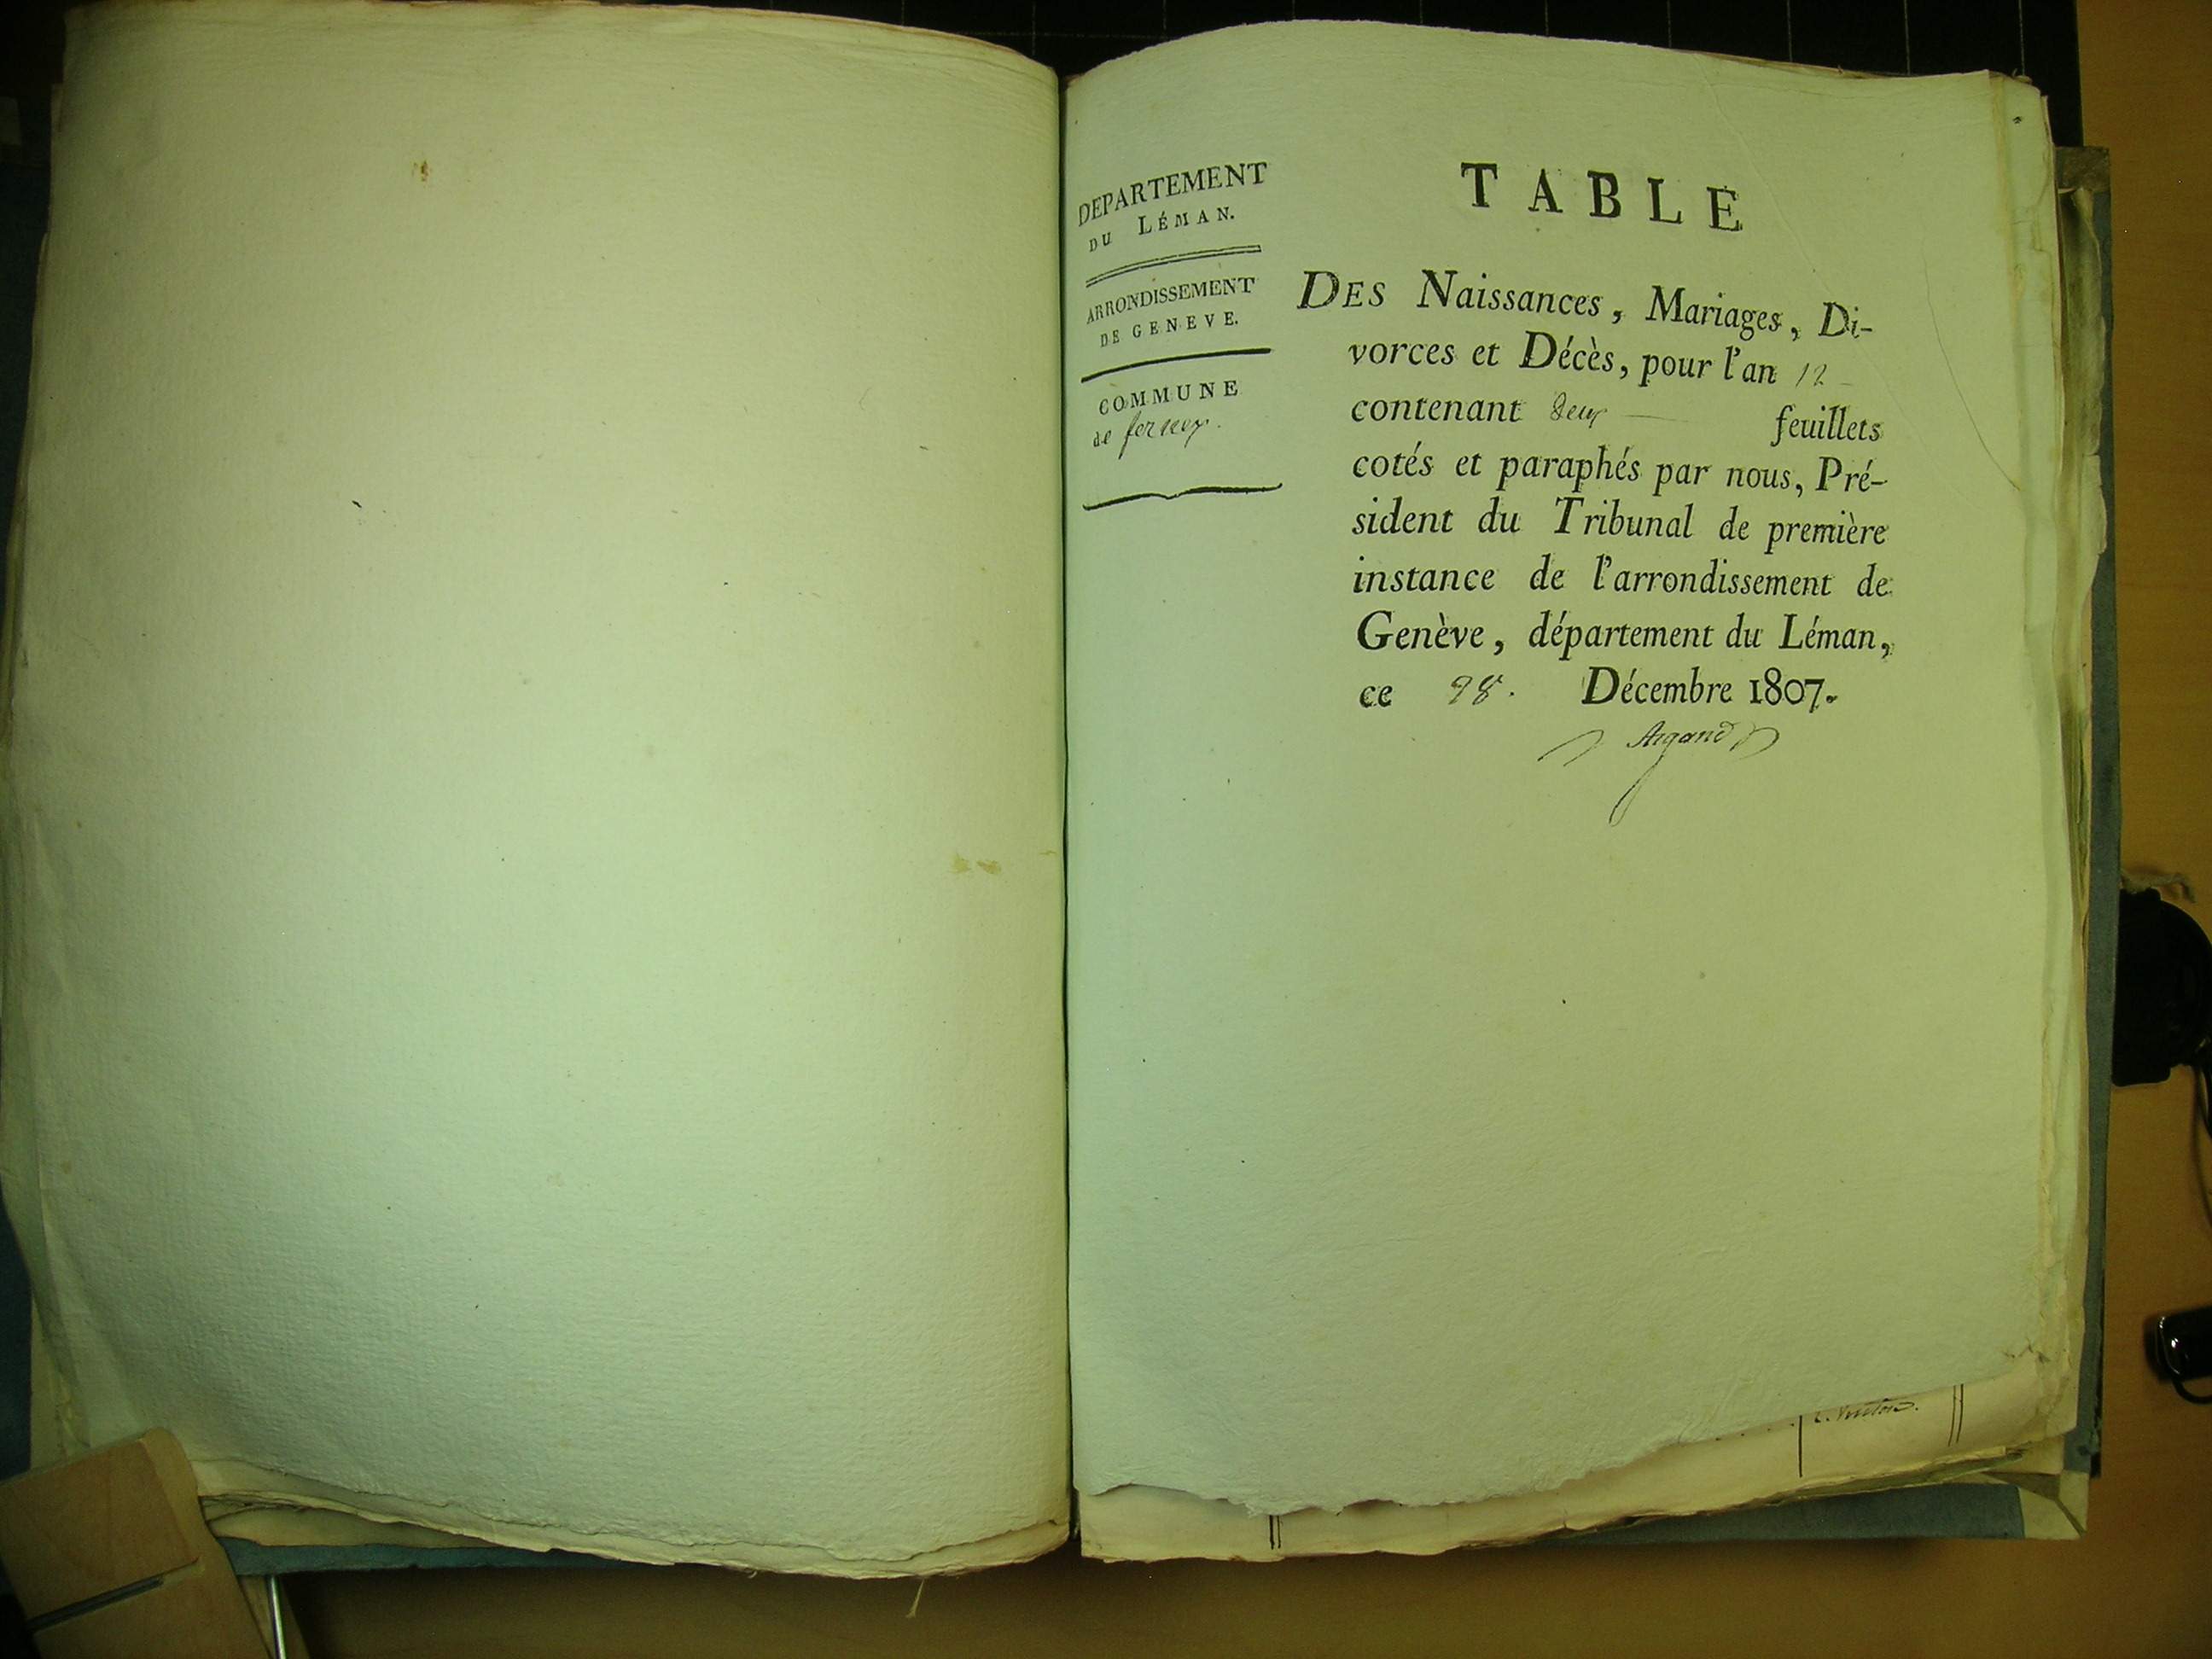 DEPARTEMENT
DU LÉMAN.
ARRONDISSEMENT
DE GENEVE.
COMMUNE
de fernex.
TABLE
DES Naissances, Mariages, Di-
vorces et Décès, pour l'an 12
contenant deux feuillets
cotés et paraphés par nous, Pré-
sident du Tribunal de première
instance de l'arrondissement de
Genève, département du Léman,
ce 28. Décembre 1807.
Argand